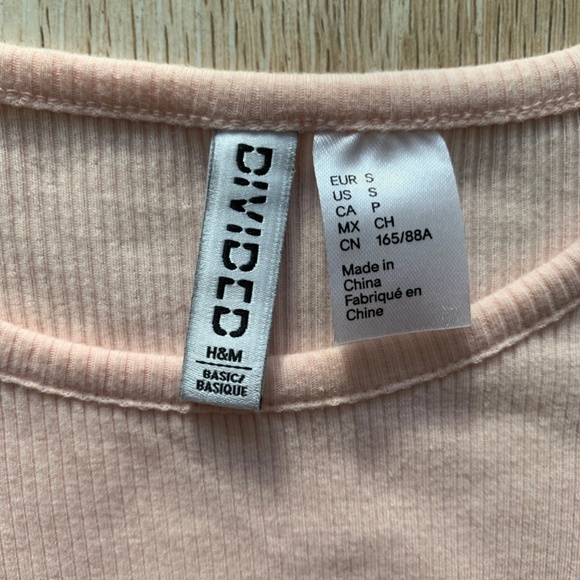 DIVIDED
H&M
BASIC/
BASIQUE
EUR S
US S
CA P
MX CH
CN 165/88A
Made in
China
Fabriqué en
Chine